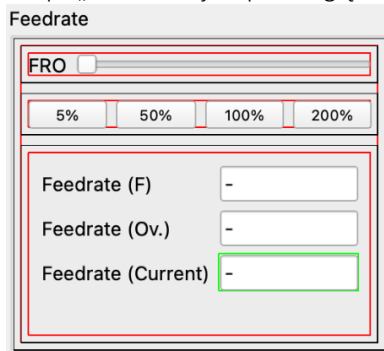 Feedrate
FRO
5% 50% 100% 200%
Feedrate (F) -
Feedrate (Ov.) -
Feedrate (Current) -